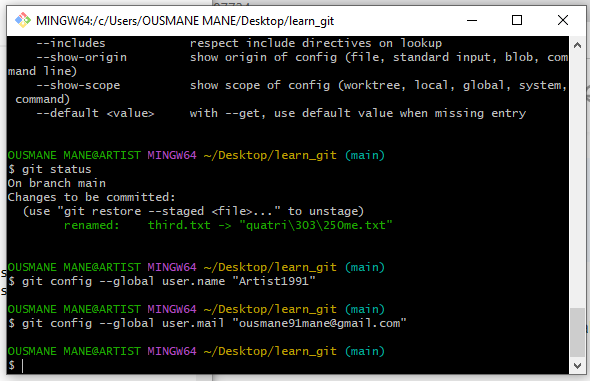 MINGW64:/c/Users/OUSMANE MANE/Desktop/learn_git
--includes respect include directives on lookup
--show-origin show origin of config (file, standard input, blob, com
mand line)
--show-scope show scope of config (worktree, local, global, system,
command)
--default <value> with --get, use default value when missing entry
OUSMANE MANE@ARTIST MINGW64 ~/Desktop/learn_git (main)
$ git status
On branch main
Changes to be committed:
(use "git restore --staged <file>..." to unstage)
renamed: third.txt -> "quatri\303\250me.txt"
OUSMANE MANE@ARTIST MINGW64 ~/Desktop/learn_git (main)
$ git config --global user.name "Artist1991"
OUSMANE MANE@ARTIST MINGW64 ~/Desktop/learn_git (main)
$ git config --global user.mail "ousmane91mane@gmail.com"
OUSMANE MANE@ARTIST MINGW64 ~/Desktop/learn_git (main)
$